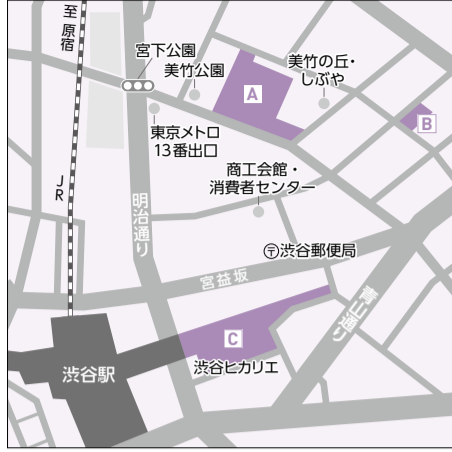 至 原宿
宮下公園
美竹公園
美竹の丘・
しぶや
A
B
東京メトロ
13番出口
商工会館・
消費者センター
JR
明治通り
〒渋谷郵便局
宮益坂
青山通り
C
渋谷ヒカリエ
渋谷駅